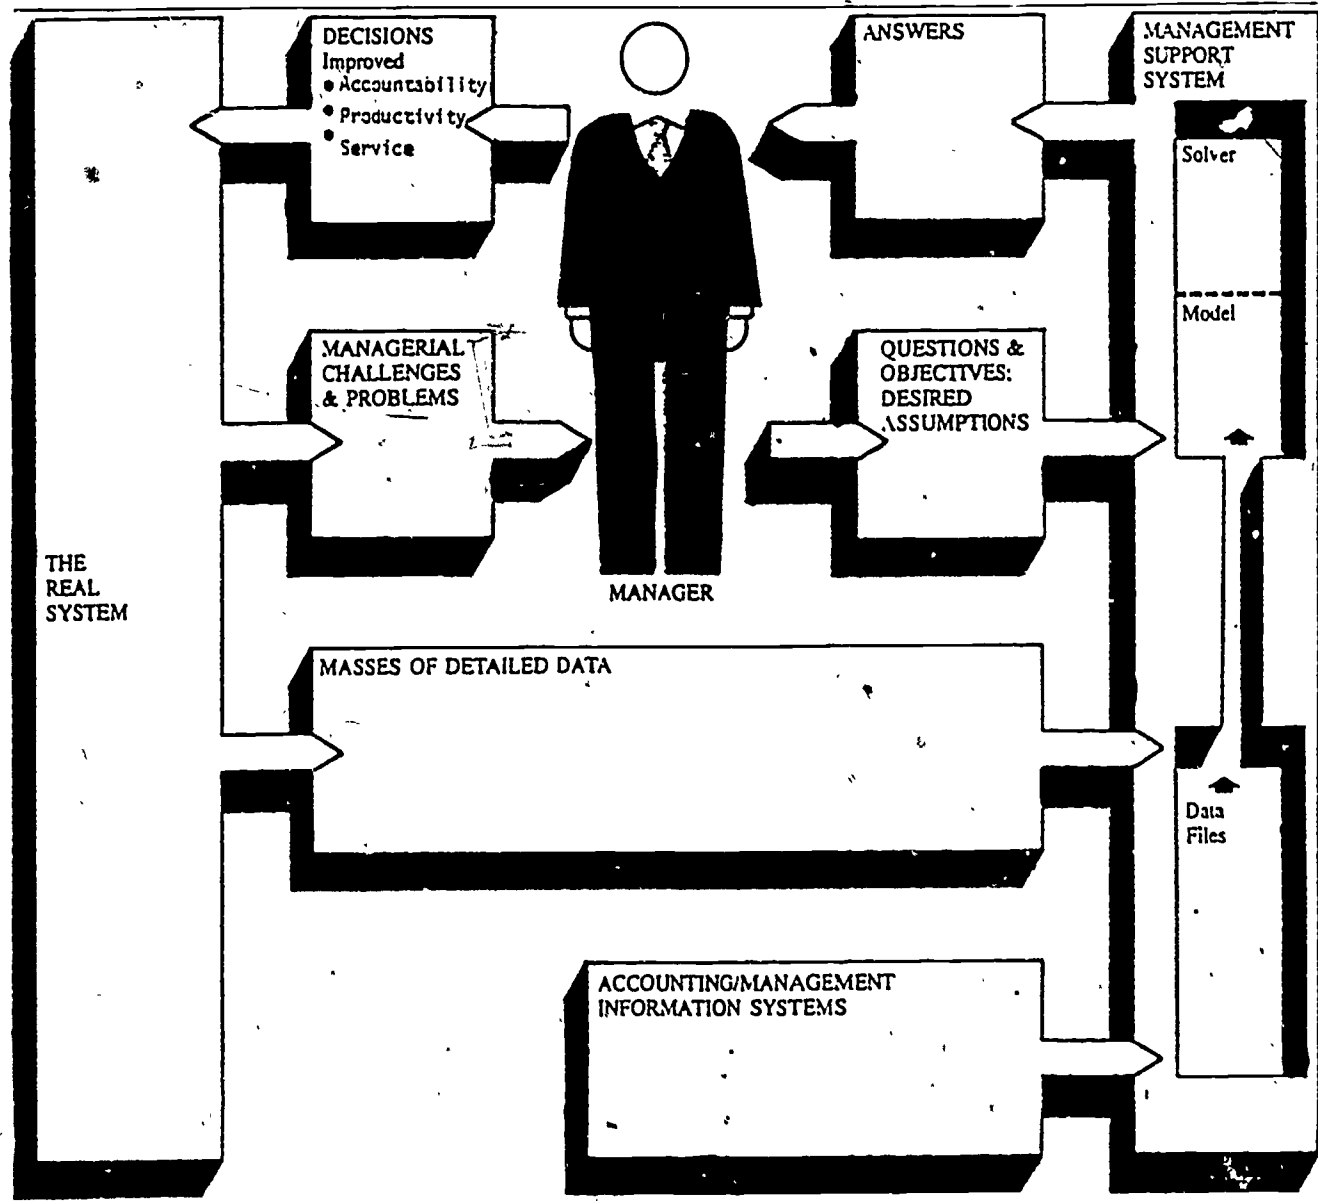 DECISIONS
Improved
• Accountability
• Productivity
• Service
ANSWERS
MANAGEMENT
SUPPORT
SYSTEM
Solver
Model
MANAGERIAL
CHALLENGES
& PROBLEMS
QUESTIONS &
OBJECTIVES:
DESIRED
ASSUMPTIONS
THE
REAL
SYSTEM
MANAGER
MASSES OF DETAILED DATA
Data
Files
ACCOUNTING/MANAGEMENT
INFORMATION SYSTEMS